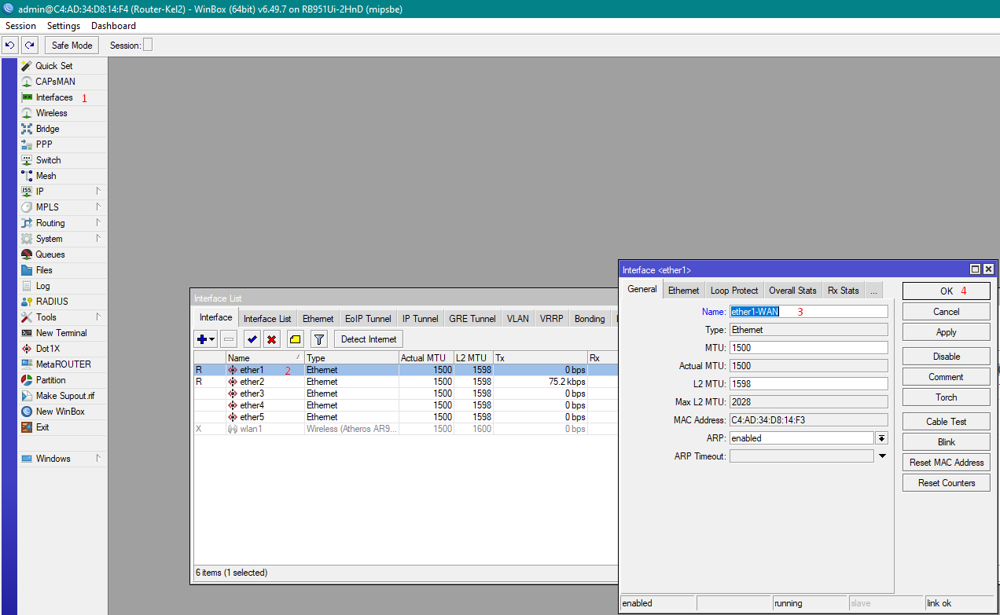 admin@C4:AD:34:D8:14:F4 (Router-Kel2) - WinBox (64bit) v6.49.7 on RB951Ui-2HnD (mipsbe)
Session Settings Dashboard
Safe Mode Session:
Quick Set
CAPsMAN
Interfaces 1
Wireless
Bridge
PPP
Switch
Mesh
IP
MPLS
Routing
System
Queues
Files
Log
RADIUS
Tools
New Terminal
Dot1X
MetaROUTER
Partition
Make Supout.rif
New WinBox
Exit
Windows
Interface List
Interface Interface List Ethernet EoIP Tunnel IP Tunnel GRE Tunnel VLAN VRRP Bonding
Detect Internet
Name Type Actual MTU L2 MTU Tx Rx
R ether1 2 Ethernet 1500 1598 0 bps
R ether2 Ethernet 1500 1598 75.2 kbps
ether3 Ethernet 1500 1598 0 bps
ether4 Ethernet 1500 1598 0 bps
ether5 Ethernet 1500 1598 0 bps
X wlan1 Wireless (Atheros AR9... 1500 1600 0 bps
6 items (1 selected)
Interface <ether1>
General Ethernet Loop Protect Overall Stats Rx Stats ...
Name: ether1-WAN 3
Type: Ethernet
MTU: 1500
Actual MTU: 1500
L2 MTU: 1598
Max L2 MTU: 2028
MAC Address: C4:AD:34:D8:14:F3
ARP: enabled
ARP Timeout:
OK 4
Cancel
Apply
Disable
Comment
Torch
Cable Test
Blink
Reset MAC Address
Reset Counters
enabled running slave link ok